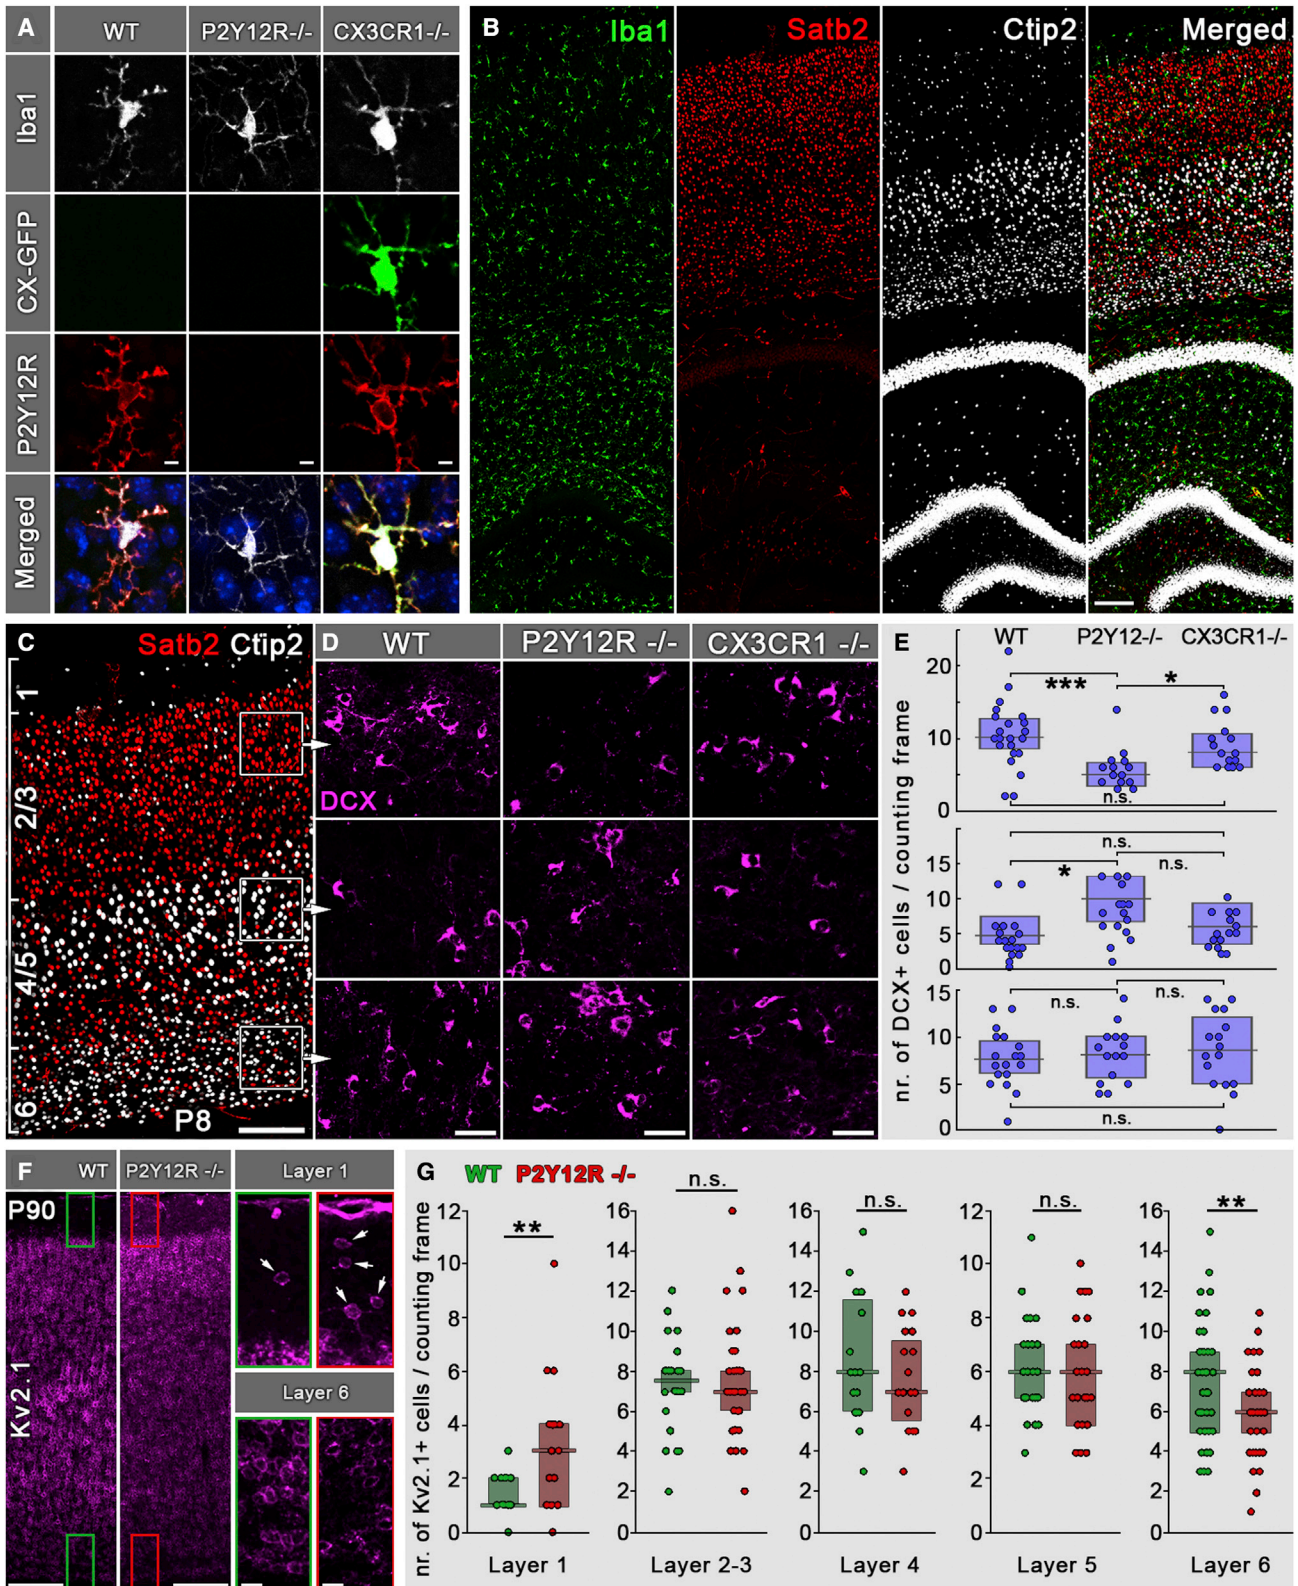 A WT P2Y12R-/- CX3CR1-/-
Iba1
CX-GFP
P2Y12R
Merged
B Iba1 Satb2 Ctip2 Merged
C Satb2 Ctip2
1
2/3
4/5
6
P8
D WT P2Y12R -/- CX3CR1 -/-
DCX
E WT P2Y12-/- CX3CR1-/-
nr. of DCX+ cells / counting frame
20
10
0
*** *
n.s.
15
10
5
0
n.s.
* n.s.
15
10
5
0
n.s. n.s.
n.s.
F WT P2Y12R -/-
P90
Kv2.1
Layer 1
Layer 6
G WT P2Y12R -/-
nr. of Kv2.1+ cells / counting frame
12
10
8
6
4
2
0
**
Layer 1
16
14
12
10
8
6
4
2
0
n.s.
Layer 2-3
16
14
12
10
8
6
4
2
0
n.s.
Layer 4
12
10
8
6
4
2
0
n.s.
Layer 5
16
14
12
10
8
6
4
2
0
**
Layer 6